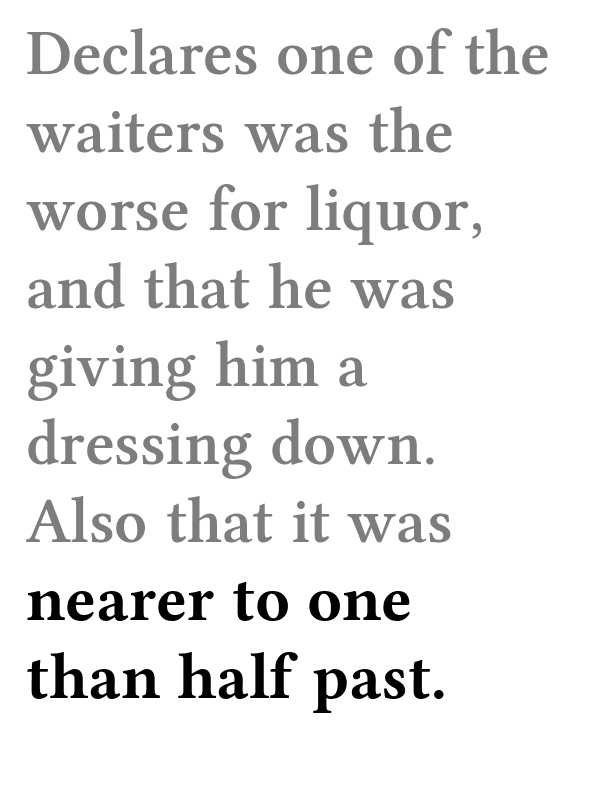 Declares one of the
waiters was the
worse for liquor,
and that he was
giving him a
dressing down.
Also that it was
nearer to one
than half past.